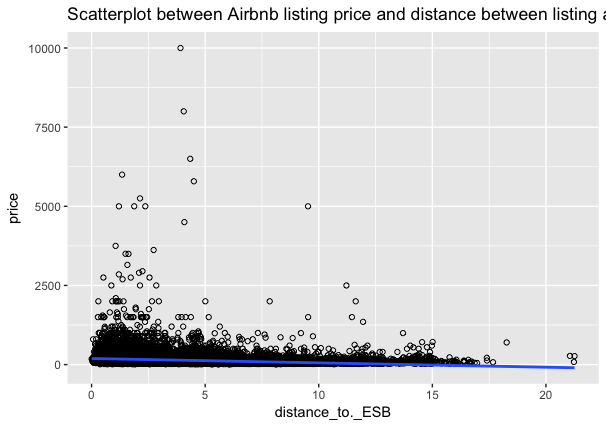 Scatterplot between Airbnb listing price and distance between listing a
10000
7500
5000
2500
0
price
0 5 10 15 20
distance_to._ESB